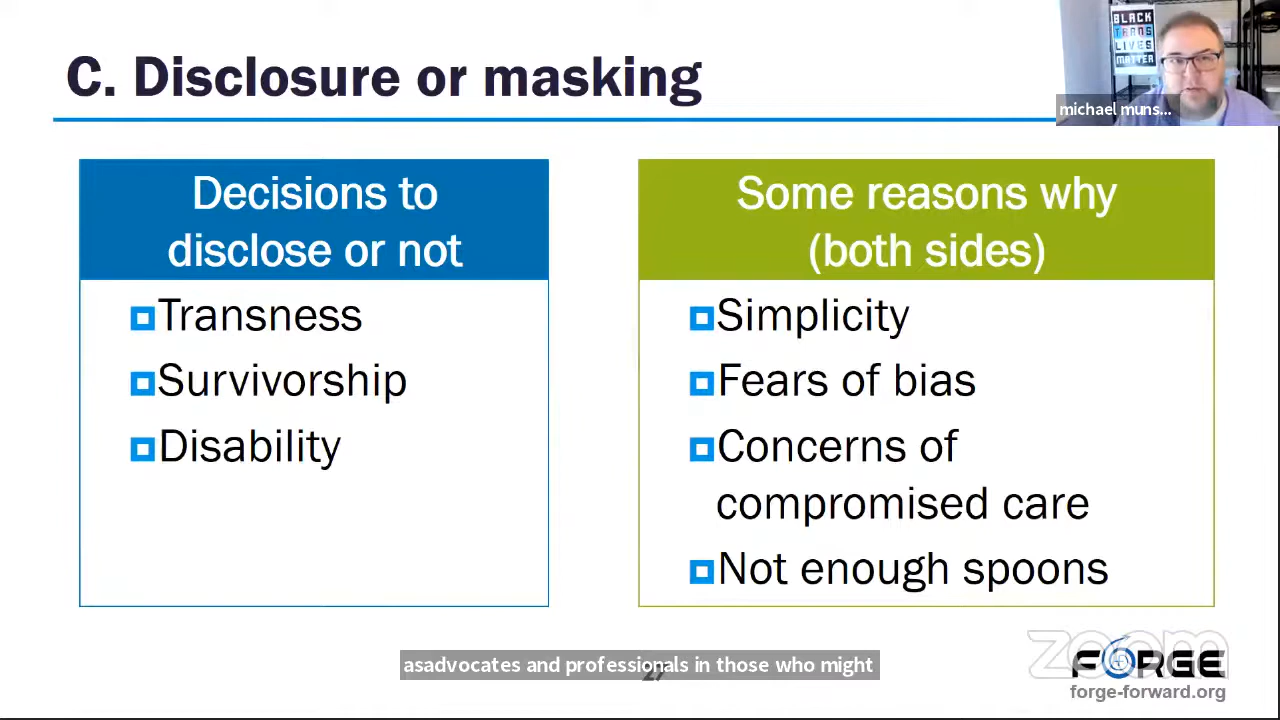 C. Disclosure or masking
BLACK
TRANS
LIVES
MATTER
michael muns...
Decisions to
disclose or not
Transness
Survivorship
Disability
Some reasons why
(both sides)
Simplicity
Fears of bias
Concerns of
compromised care
Not enough spoons
asadvocates and professionals in those who might
27
zoom
FORGE
forge-forward.org